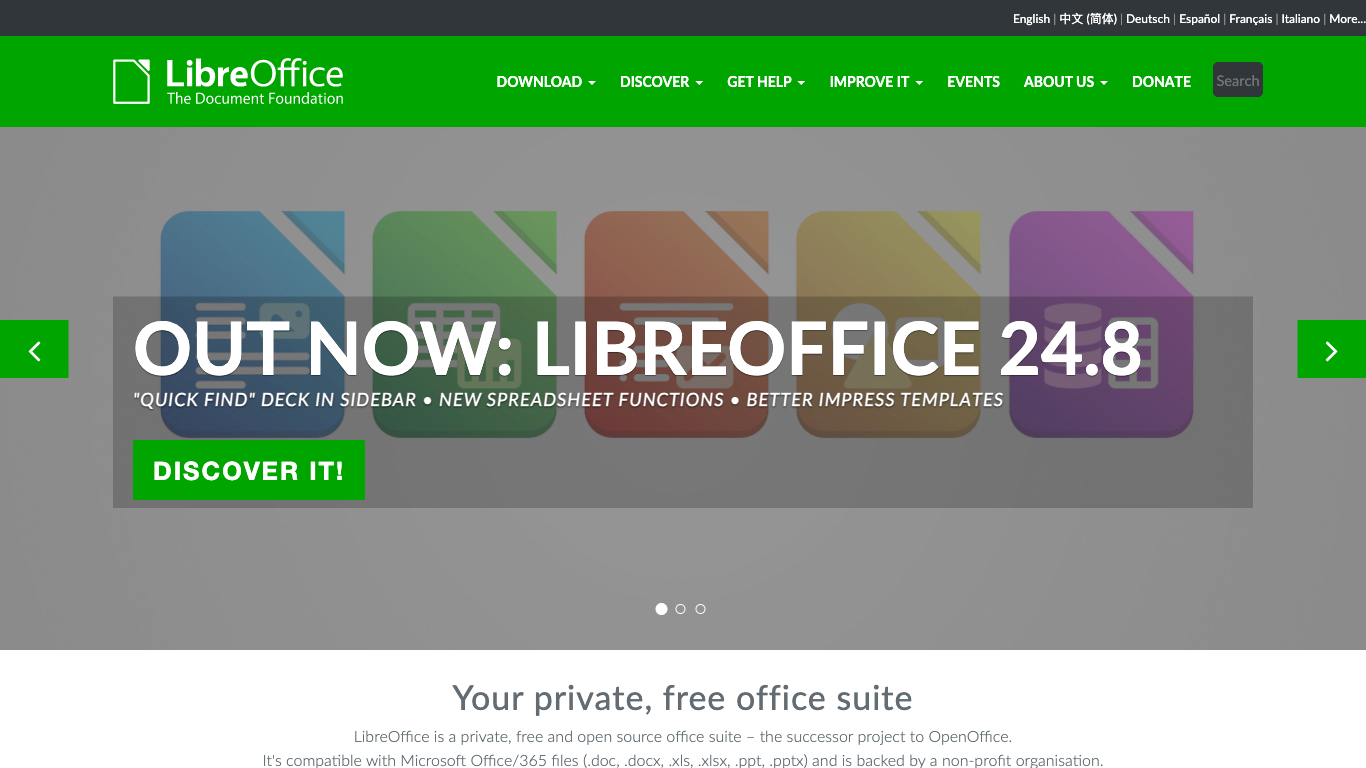 English | 中文 (简体) | Deutsch | Español | Français | Italiano | More...
LibreOffice
The Document Foundation
DOWNLOAD DISCOVER GET HELP IMPROVE IT EVENTS ABOUT US DONATE Search
OUT NOW: LIBREOFFICE 24.8
"QUICK FIND" DECK IN SIDEBAR • NEW SPREADSHEET FUNCTIONS • BETTER IMPRESS TEMPLATES
DISCOVER IT!
Your private, free office suite
LibreOffice is a private, free and open source office suite – the successor project to OpenOffice.
It's compatible with Microsoft Office/365 files (.doc, .docx, .xls, .xlsx, .ppt, .pptx) and is backed by a non-profit organisation.